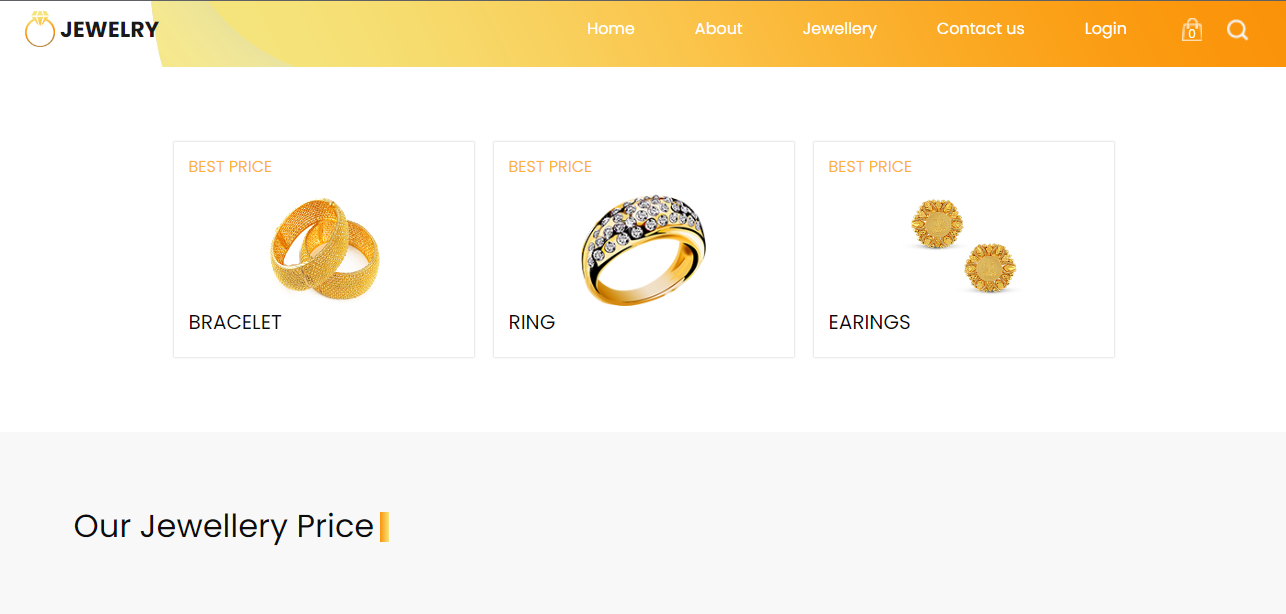 JEWELRY Home About Jewellery Contact us Login 0
BEST PRICE BEST PRICE BEST PRICE
BRACELET RING EARINGS
Our Jewellery Price